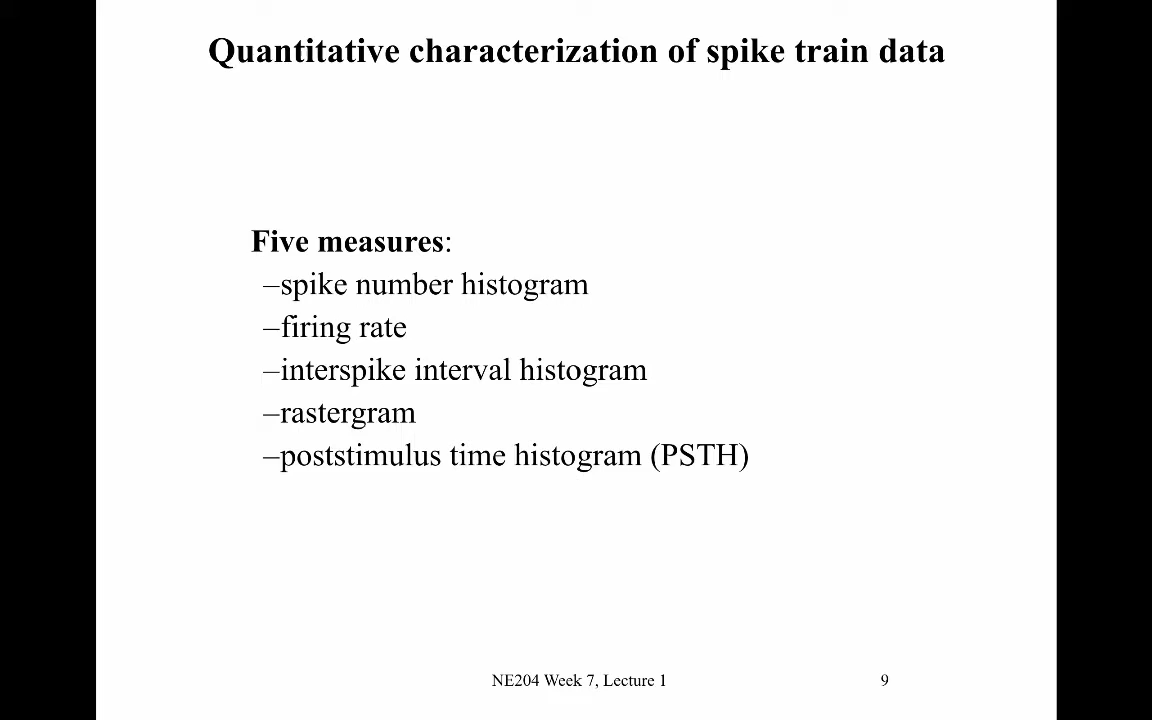 Quantitative characterization of spike train data
Five measures:
–spike number histogram
–firing rate
–interspike interval histogram
–rastergram
–poststimulus time histogram (PSTH)
NE204 Week 7, Lecture 1
9